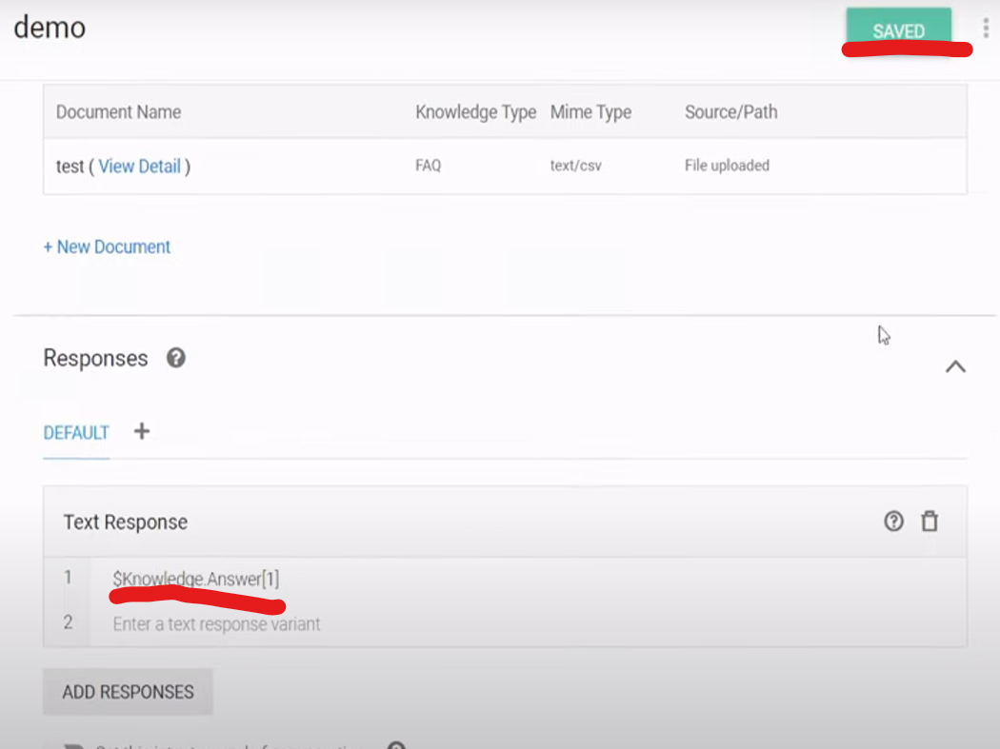 demo
SAVED
Document Name Knowledge Type Mime Type Source/Path
test ( View Detail ) FAQ text/csv File uploaded
+ New Document
Responses ?
DEFAULT +
Text Response ?
1 $Knowledge.Answer[1]
2 Enter a text response variant
ADD RESPONSES